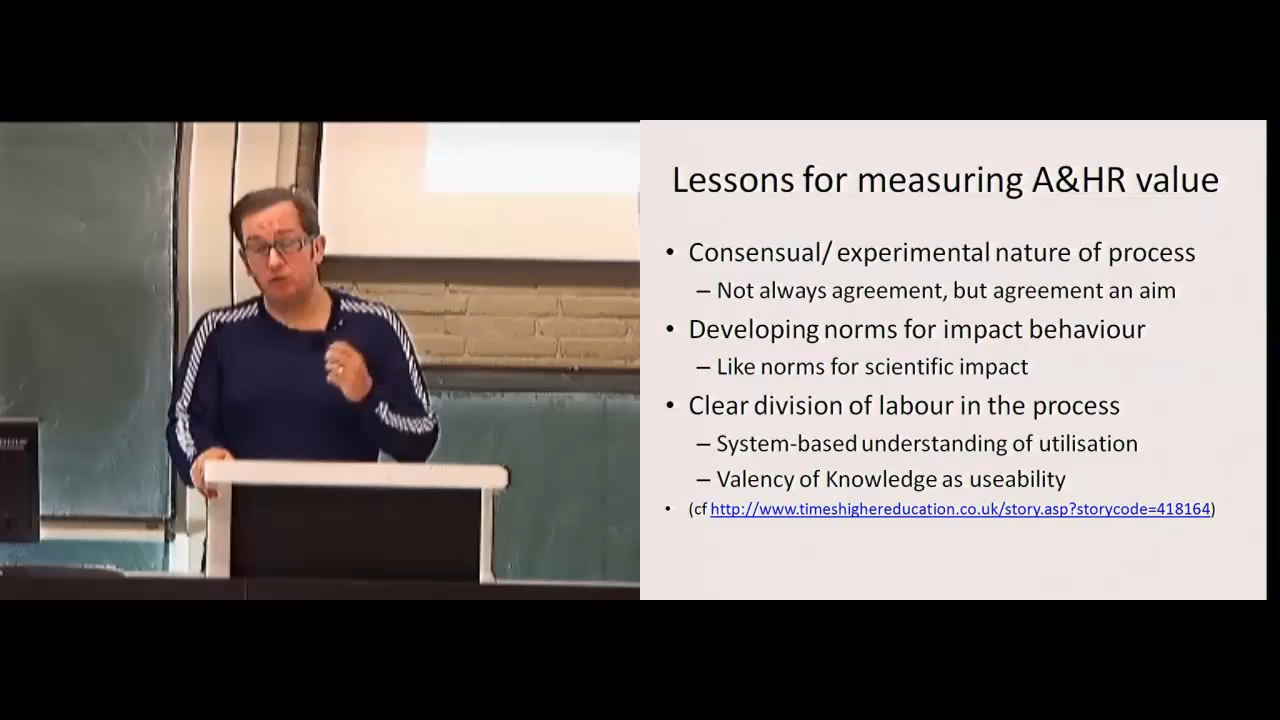 Lessons for measuring A&HR value
• Consensual/ experimental nature of process
– Not always agreement, but agreement an aim
• Developing norms for impact behaviour
– Like norms for scientific impact
• Clear division of labour in the process
– System-based understanding of utilisation
– Valency of Knowledge as useability
• (cf http://www.timeshighereducation.co.uk/story.asp?storycode=418164)